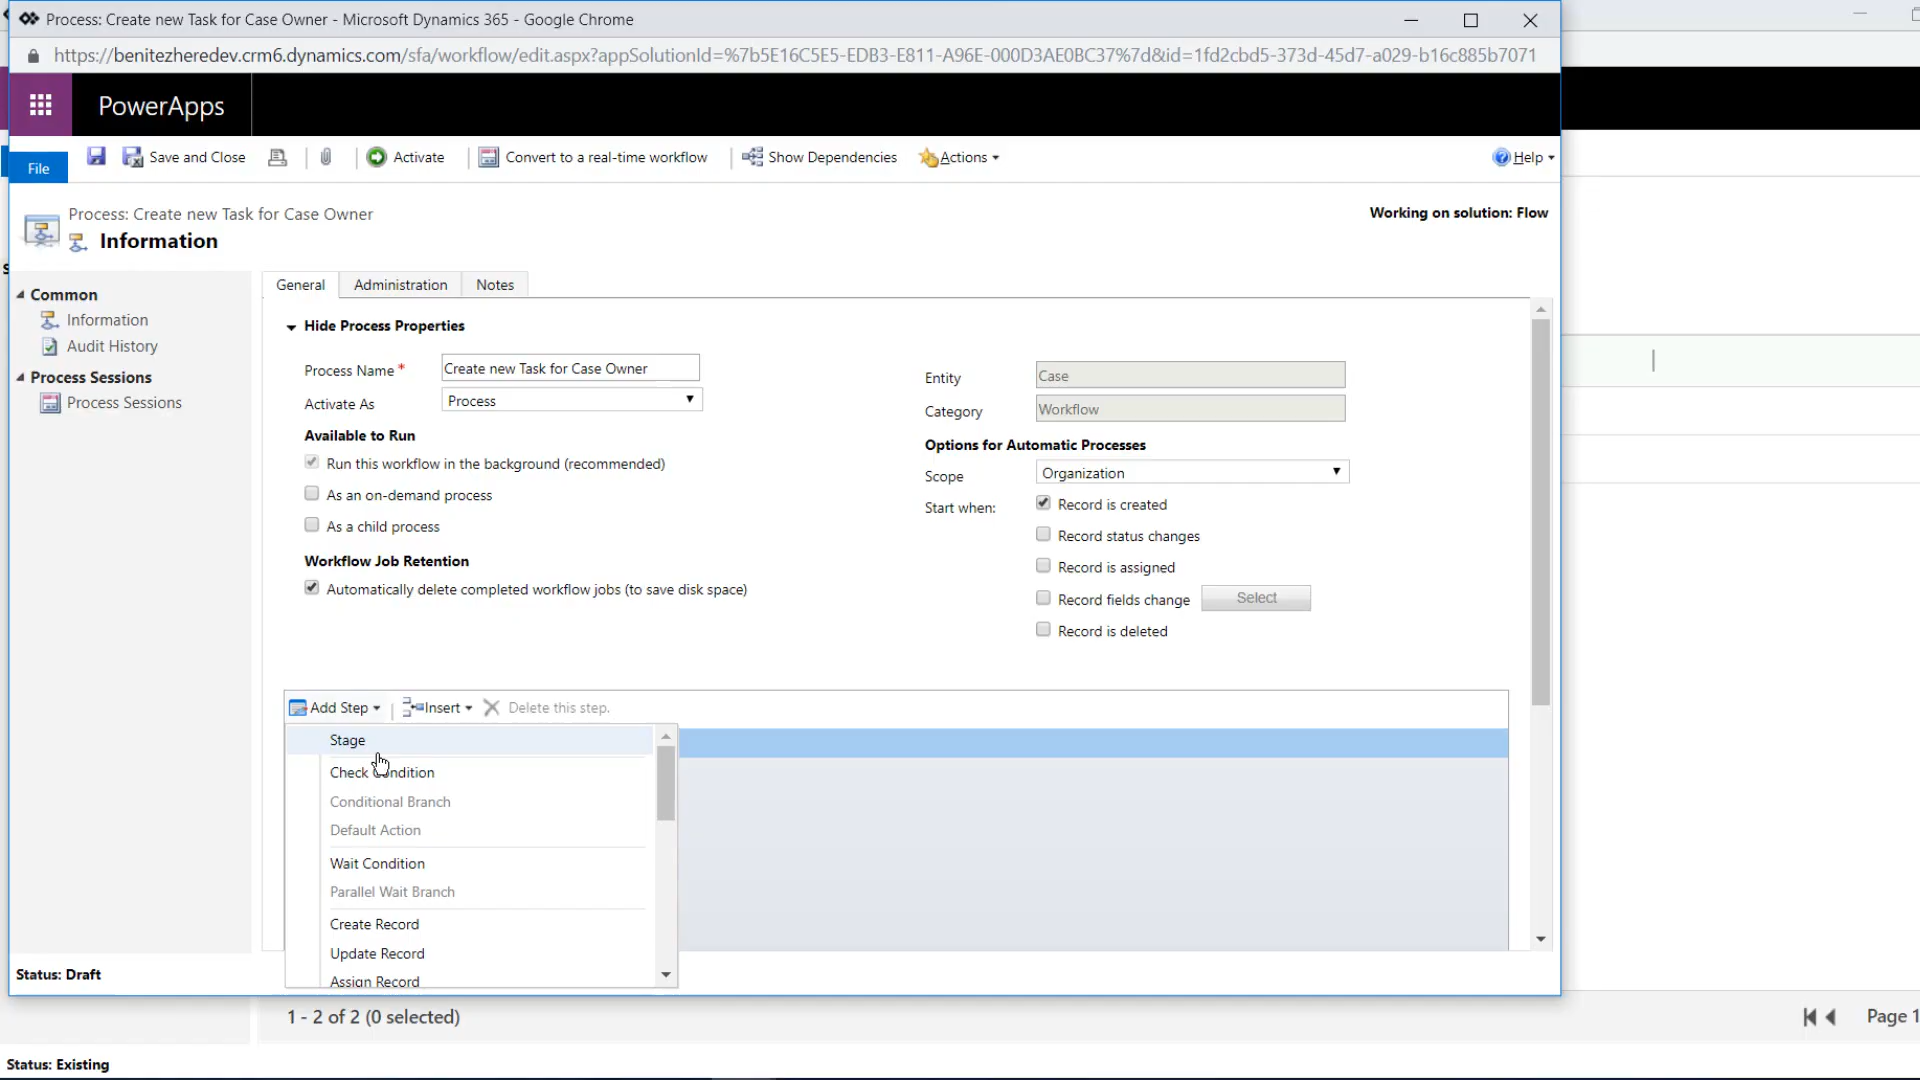 Process: Create new Task for Case Owner - Microsoft Dynamics 365 - Google Chrome
https://benitezheredev.crm6.dynamics.com/sfa/workflow/edit.aspx?appSolutionId=%7b5E16C5E5-EDB3-E811-A96E-000D3AE0BC37%7d&id=1fd2cbd5-373d-45d7-a029-b16c885b7071
PowerApps
File
Save and Close
Activate
Convert to a real-time workflow
Show Dependencies
Actions
Help
Process: Create new Task for Case Owner
Information
Working on solution: Flow
Common
Information
Audit History
Process Sessions
Process Sessions
General
Administration
Notes
Hide Process Properties
Process Name *
Create new Task for Case Owner
Activate As
Process
Available to Run
Run this workflow in the background (recommended)
As an on-demand process
As a child process
Workflow Job Retention
Automatically delete completed workflow jobs (to save disk space)
Entity
Case
Category
Workflow
Options for Automatic Processes
Scope
Organization
Start when:
Record is created
Record status changes
Record is assigned
Record fields change
Select
Record is deleted
Add Step
Insert
Delete this step.
Stage
Check Condition
Conditional Branch
Default Action
Wait Condition
Parallel Wait Branch
Create Record
Update Record
Assign Record
Status: Draft
1 - 2 of 2 (0 selected)
Page 1
Status: Existing